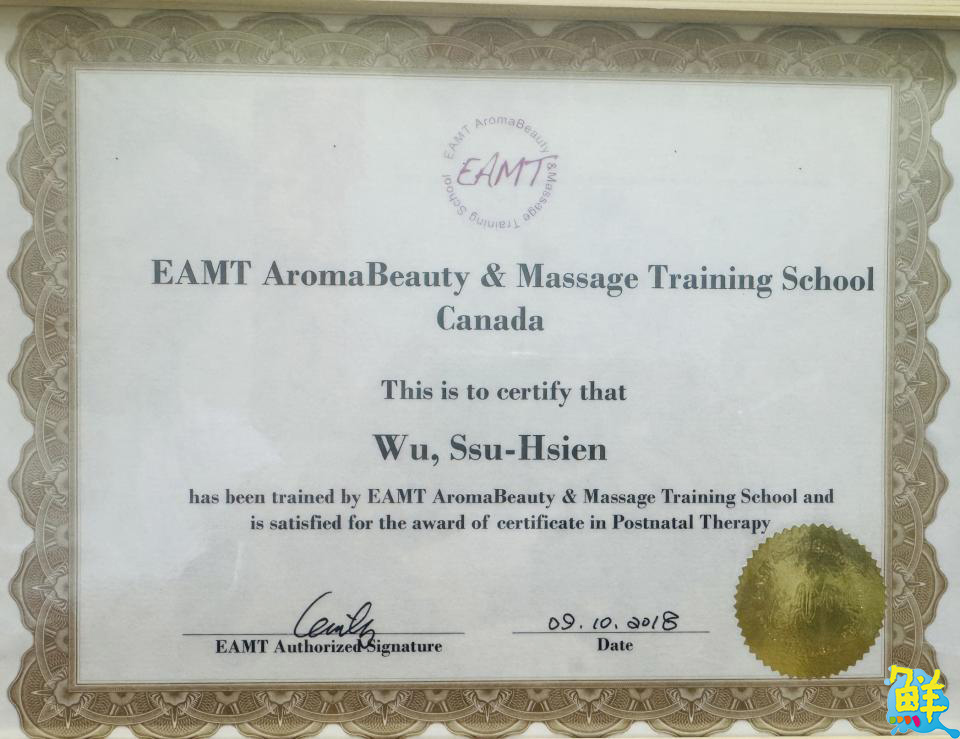 EAMT AromaBeauty & Massage Training School
EAMT
EAMT AromaBeauty & Massage Training School
Canada
This is to certify that
Wu, Ssu-Hsien
has been trained by EAMT AromaBeauty & Massage Training School and
is satisfied for the award of certificate in Postnatal Therapy
09.10.2018
EAMT Authorized Signature
Date
鮮